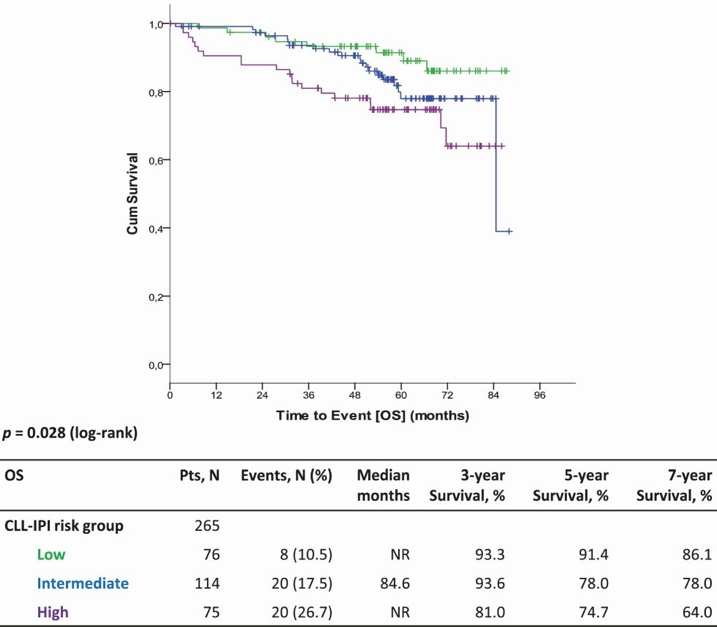 1,0
0,8
0,6
0,4
0,2
0,0
Cum Survival
0 12 24 36 48 60 72 84 96
Time to Event [OS] (months)
p = 0.028 (log-rank)
OS Pts, N Events, N (%) Median months 3-year Survival, % 5-year Survival, % 7-year Survival, %
CLL-IPI risk group 265
Low 76 8 (10.5) NR 93.3 91.4 86.1
Intermediate 114 20 (17.5) 84.6 93.6 78.0 78.0
High 75 20 (26.7) NR 81.0 74.7 64.0